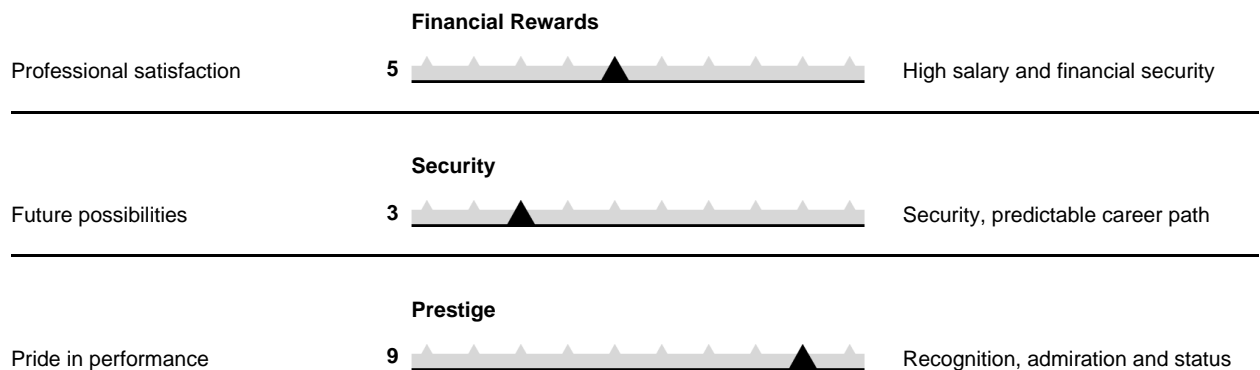 Financial Rewards
Professional satisfaction 5 High salary and financial security
Security
Future possibilities 3 Security, predictable career path
Prestige
Pride in performance 9 Recognition, admiration and status